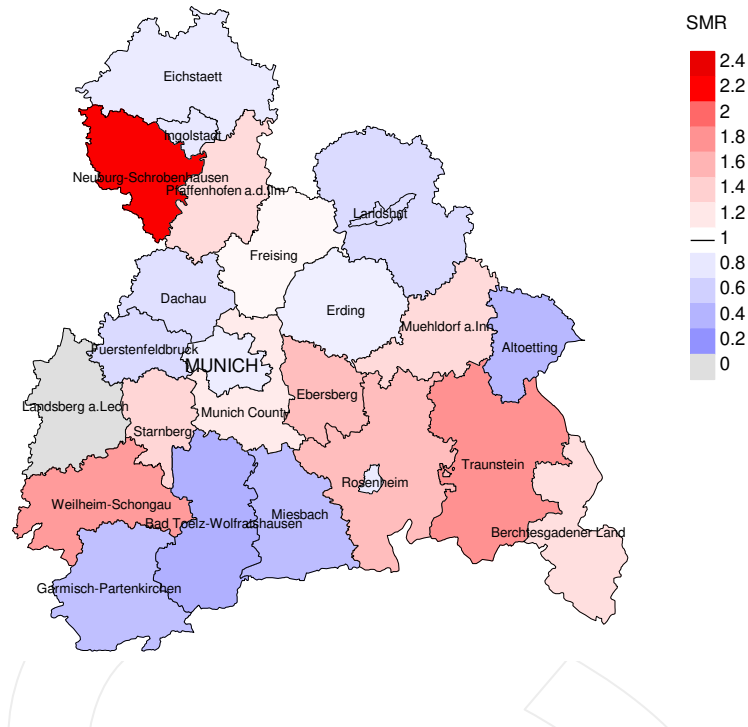 SMR
2.4
2.2
2
1.8
1.6
1.4
1.2
1
0.8
0.6
0.4
0.2
0
Eichstaett
Ingolstadt
Neuburg-Schrobenhausen
Pfaffenhofen a.d.Ilm
Landshut
Freising
Dachau
Erding
Muehldorf a.Inn
Altoetting
Fuerstenfeldbruck
MUNICH
Ebersberg
Landsberg a.Lech
Munich County
Starnberg
Traunstein
Rosenheim
Weilheim-Schongau
Miesbach
Bad Toelz-Wolfratshausen
Berchtesgadener Land
Garmisch-Partenkirchen